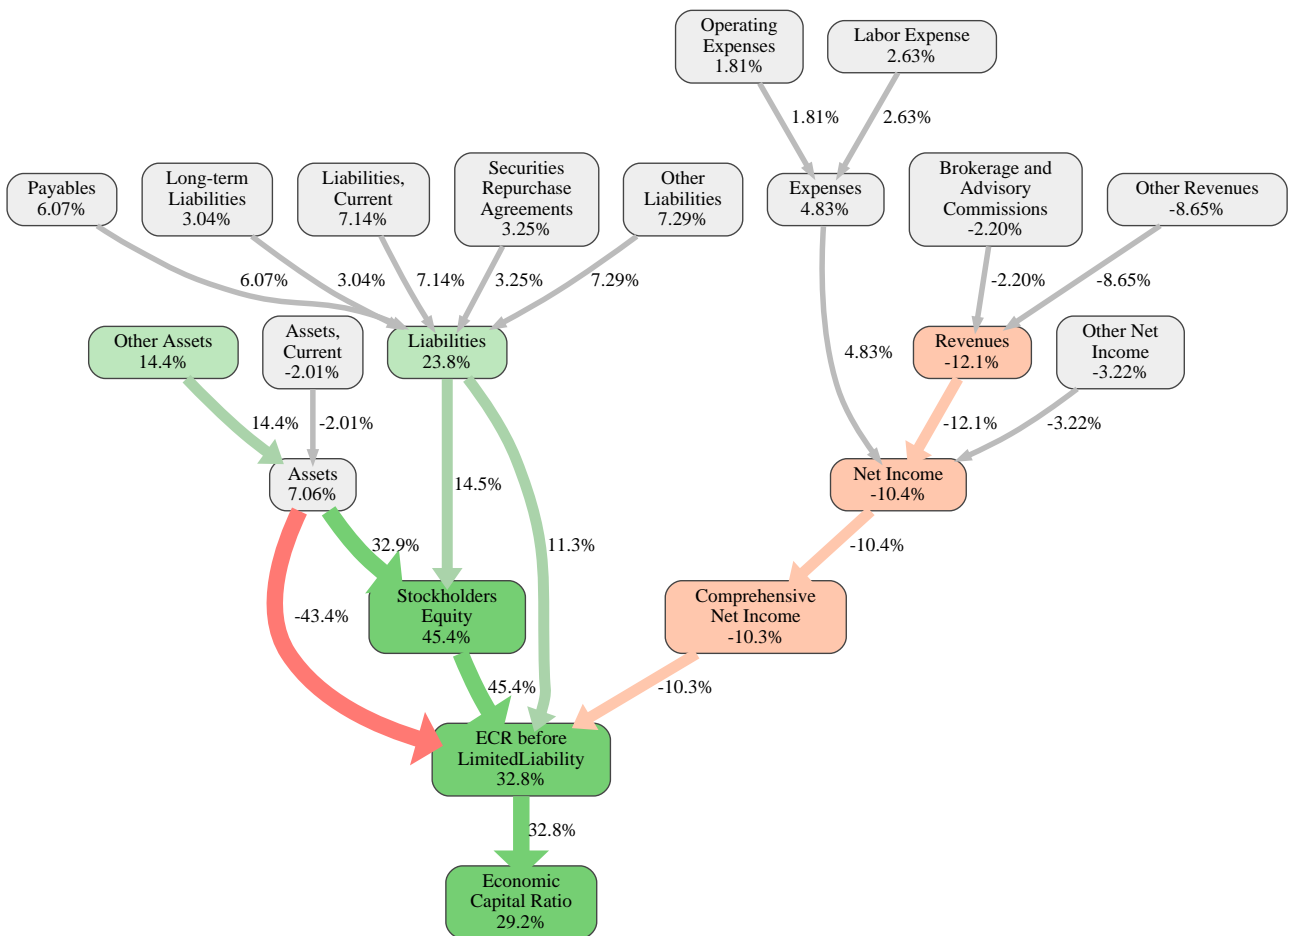 Operating
Expenses
1.81%
Labor Expense
2.63%
1.81%
2.63%
Payables
6.07%
Long-term
Liabilities
3.04%
Liabilities,
Current
7.14%
Securities
Repurchase
Agreements
3.25%
Other
Liabilities
7.29%
Expenses
4.83%
Brokerage and
Advisory
Commissions
-2.20%
Other Revenues
-8.65%
6.07%
3.04%
7.14%
3.25%
7.29%
-2.20%
-8.65%
Other Assets
14.4%
Assets,
Current
-2.01%
Liabilities
23.8%
4.83%
Revenues
-12.1%
Other Net
Income
-3.22%
14.4%
-2.01%
-12.1%
-3.22%
Assets
7.06%
14.5%
Net Income
-10.4%
32.9%
11.3%
-10.4%
-43.4%
Stockholders
Equity
45.4%
Comprehensive
Net Income
-10.3%
45.4%
-10.3%
ECR before
LimitedLiability
32.8%
32.8%
Economic
Capital Ratio
29.2%